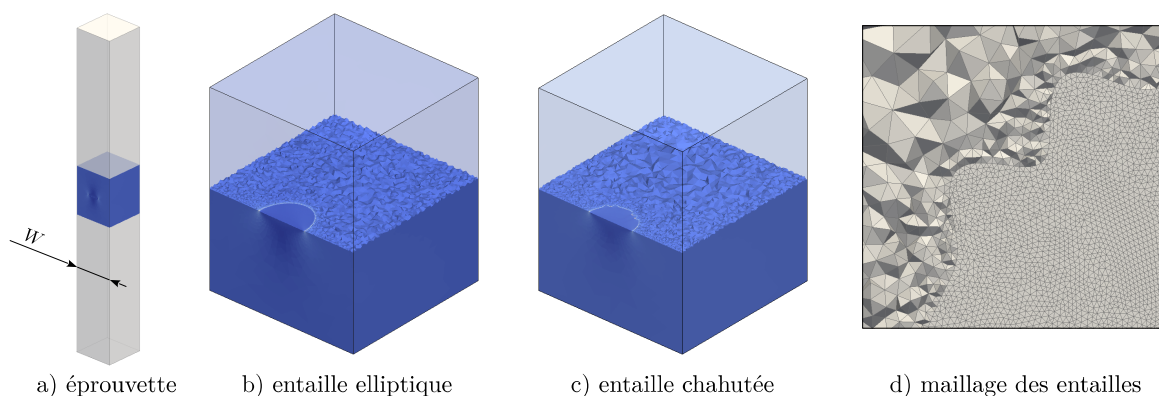 W
a) éprouvette
b) entaille elliptique
c) entaille chahutée
d) maillage des entailles